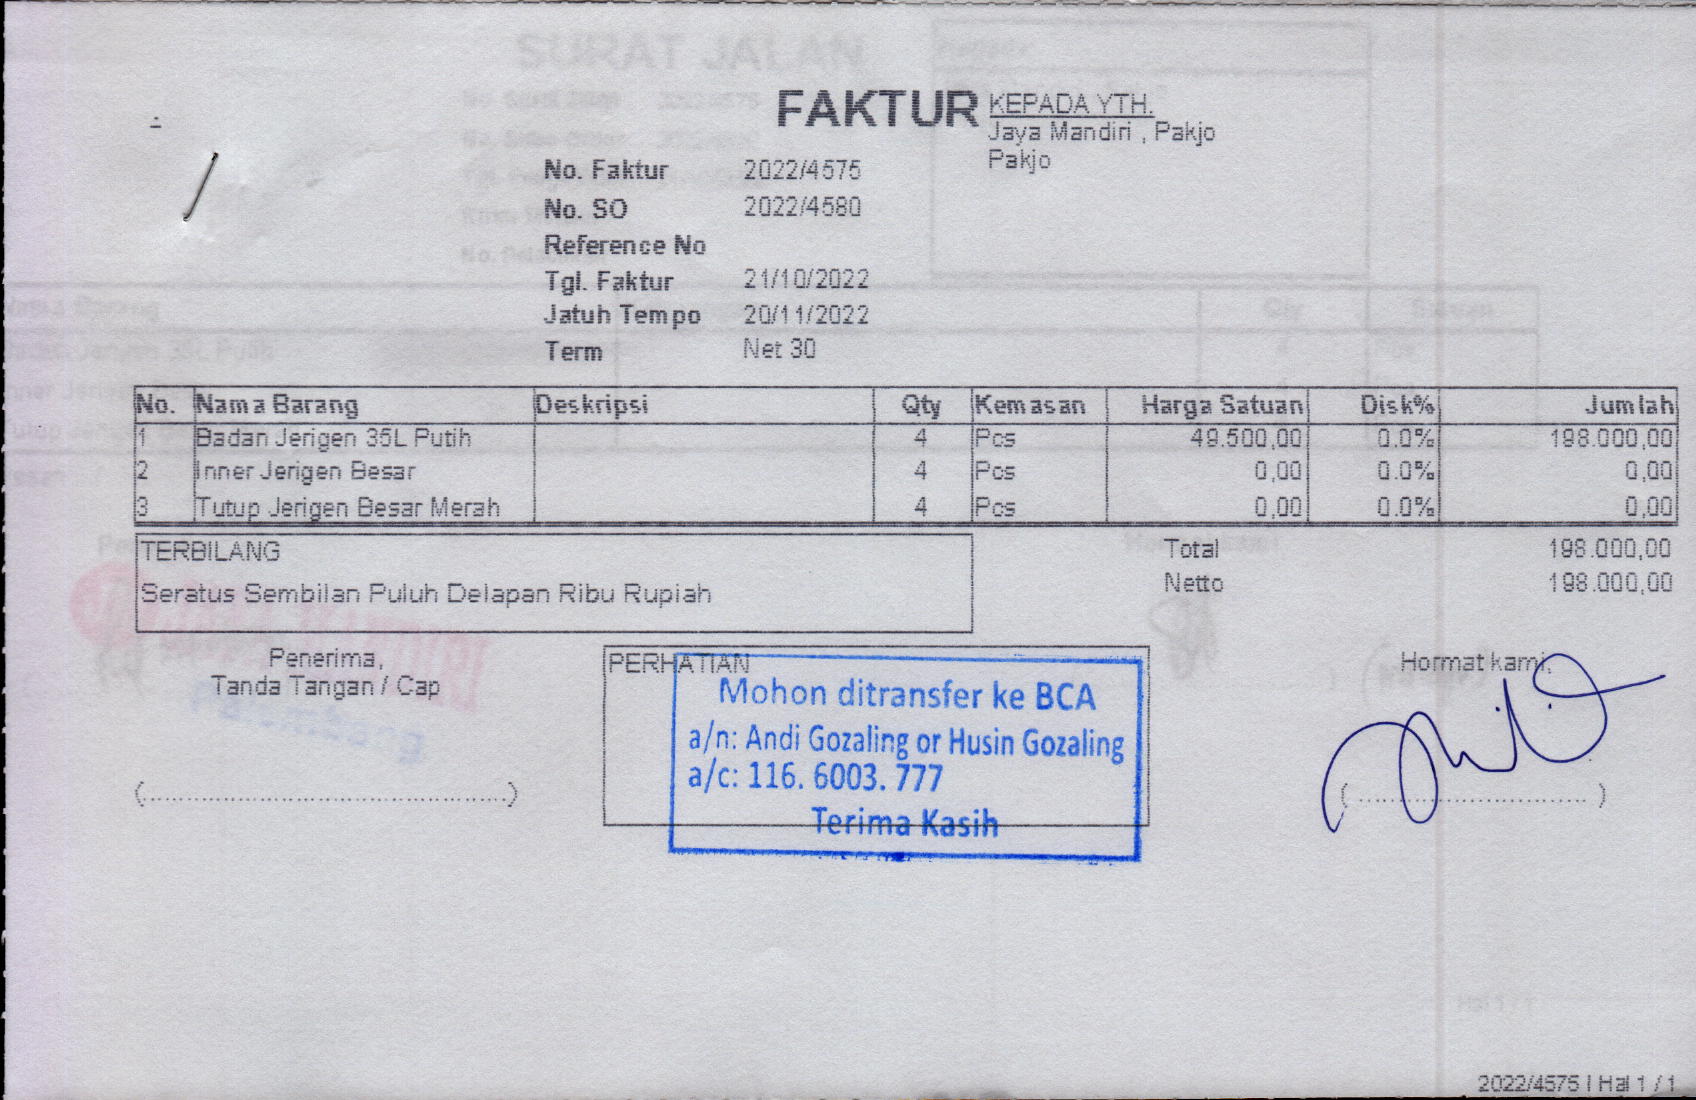 FAKTUR
KEPADA YTH.
Jaya Mandiri , Pakjo
Pakjo
No. Faktur 2022/4575
No. SO 2022/4580
Reference No
Tgl. Faktur 21/10/2022
Jatuh Tempo 20/11/2022
Term Net 30
No. Nama Barang Deskripsi Qty Kemasan Harga Satuan Disk% Jumlah
1 Badan Jerigen 35L Putih 4 Pcs 49.500,00 0.0% 198.000,00
2 Inner Jerigen Besar 4 Pcs 0,00 0.0% 0,00
3 Tutup Jerigen Besar Merah 4 Pcs 0,00 0.0% 0,00
TERBILANG
Seratus Sembilan Puluh Delapan Ribu Rupiah
Total 198.000,00
Netto 198.000,00
Penerima,
Tanda Tangan / Cap
(............................................)
PERHATIAN
Mohon ditransfer ke BCA
a/n: Andi Gozaling or Husin Gozaling
a/c: 116. 6003. 777
Terima Kasih
Hormat kami,
(............................)
SURAT JALAN
Palembang
2022/4575 | Hal 1 / 1